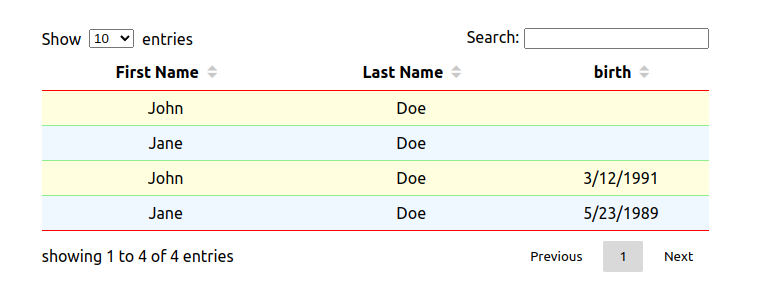 Show 10 entries Search:
First Name Last Name birth
John Doe
Jane Doe
John Doe 3/12/1991
Jane Doe 5/23/1989
showing 1 to 4 of 4 entries Previous 1 Next